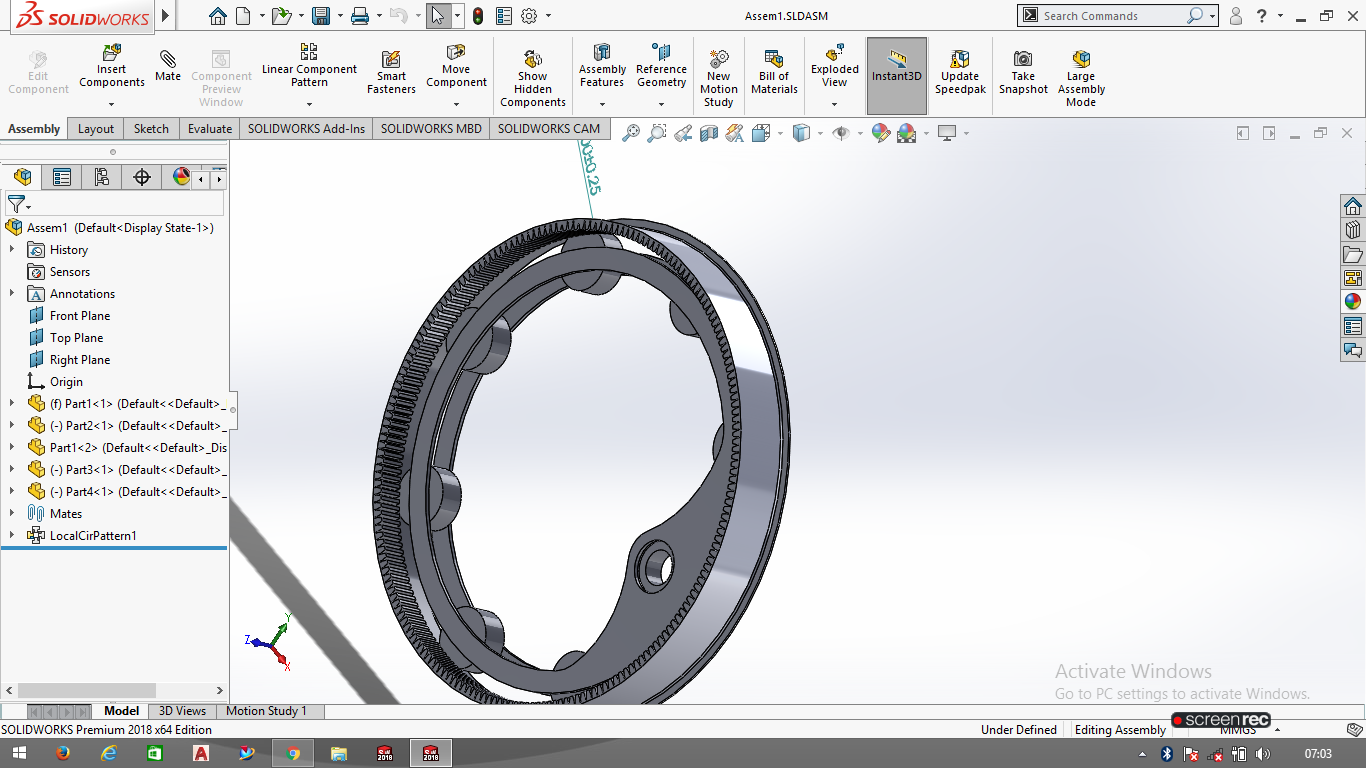 SOLIDWORKS
Assem1.SLDASM
Search Commands
?
Edit Component
Insert Components
Mate
Component Preview Window
Linear Component Pattern
Smart Fasteners
Move Component
Show Hidden Components
Assembly Features
Reference Geometry
New Motion Study
Bill of Materials
Exploded View
Instant3D
Update Speedpak
Take Snapshot
Large Assembly Mode
Assembly
Layout
Sketch
Evaluate
SOLIDWORKS Add-Ins
SOLIDWORKS MBD
SOLIDWORKS CAM
00±0.25
Assem1 (Default<Display State-1>)
History
Sensors
Annotations
Front Plane
Top Plane
Right Plane
Origin
(f) Part1<1> (Default<<Default>_
(-) Part2<1> (Default<<Default>_
Part1<2> (Default<<Default>_Dis
(-) Part3<1> (Default<<Default>_
(-) Part4<1> (Default<<Default>_
Mates
LocalCirPattern1
Y
Z
X
Activate Windows
Go to PC settings to activate Windows.
Model
3D Views
Motion Study 1
SOLIDWORKS Premium 2018 x64 Edition
Under Defined
Editing Assembly
MMGS
screenrec
07:03